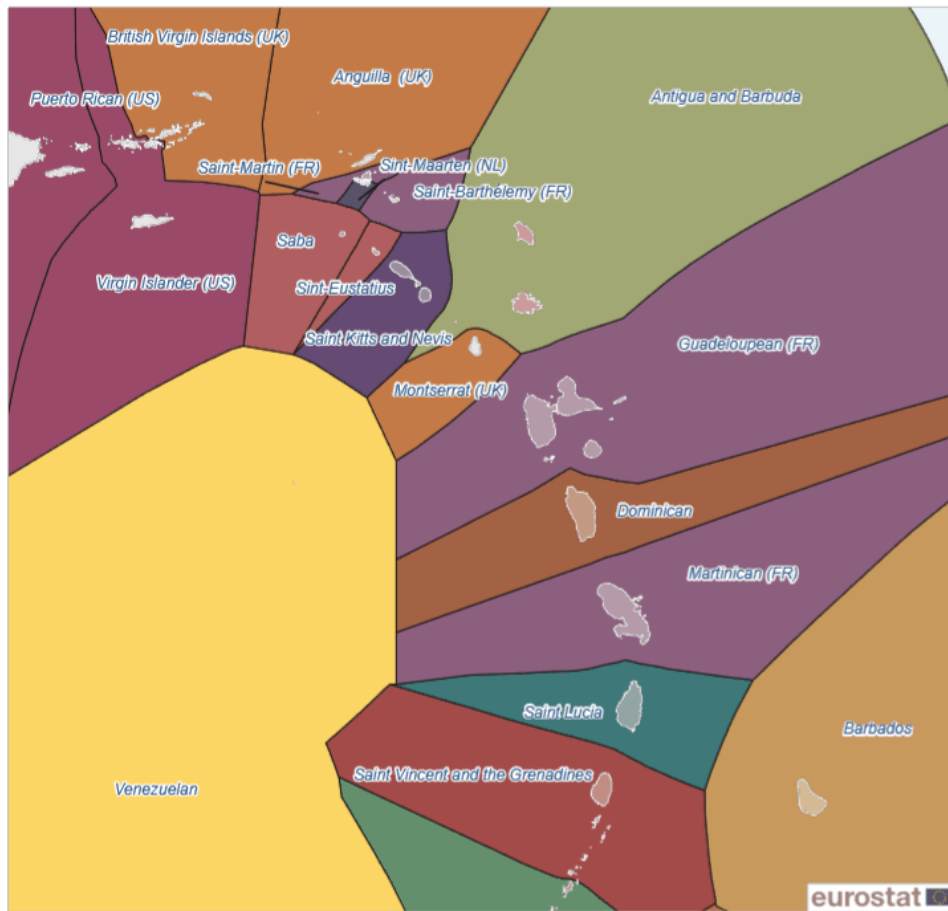 British Virgin Islands (UK)
Anguilla (UK)
Puerto Rican (US)
Antigua and Barbuda
Saint-Martin (FR)
Sint-Maarten (NL)
Saint-Barthelemy (FR)
Saba
Virgin Islander (US)
Sint-Eustatius
Saint Kitts and Nevis
Guadeloupean (FR)
Montserrat (UK)
Dominican
Martinican (FR)
Saint Lucia
Barbados
Saint Vincent and the Grenadines
Venezuelan
eurostat